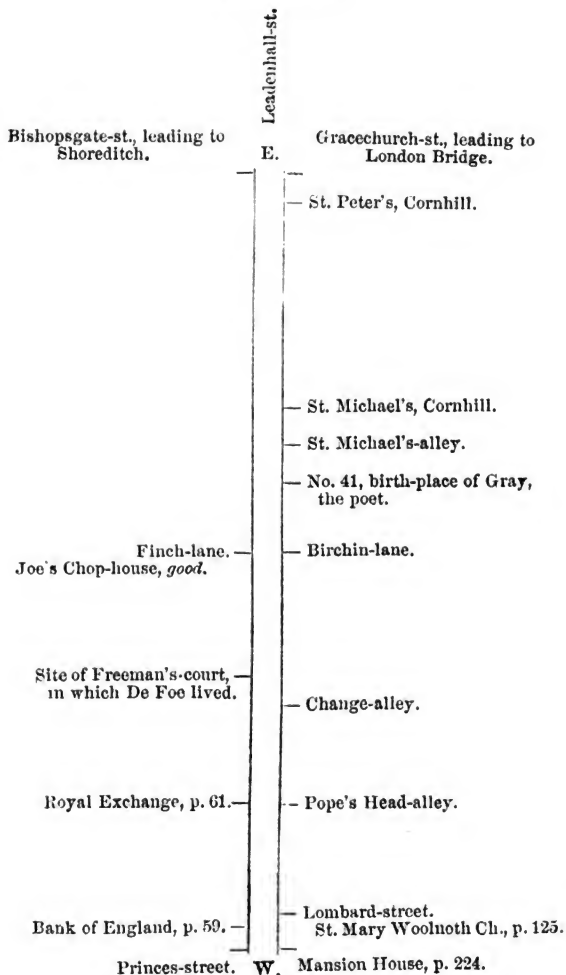 Leadenhall-st.
Bishopsgate-st., leading to
Shoreditch.
E.
Gracechurch-st., leading to
London Bridge.
St. Peter's, Cornhill.
St. Michael's, Cornhill.
St. Michael's-alley.
No. 41, birth-place of Gray,
the poet.
Finch-lane.
Joe's Chop-house, good.
Birchin-lane.
Site of Freeman's-court,
in which De Foe lived.
Change-alley.
Royal Exchange, p. 61.
Pope's Head-alley.
Lombard-street.
St. Mary Woolnoth Ch., p. 125.
Bank of England, p. 59.
Princes-street.
W.
Mansion House, p. 224.